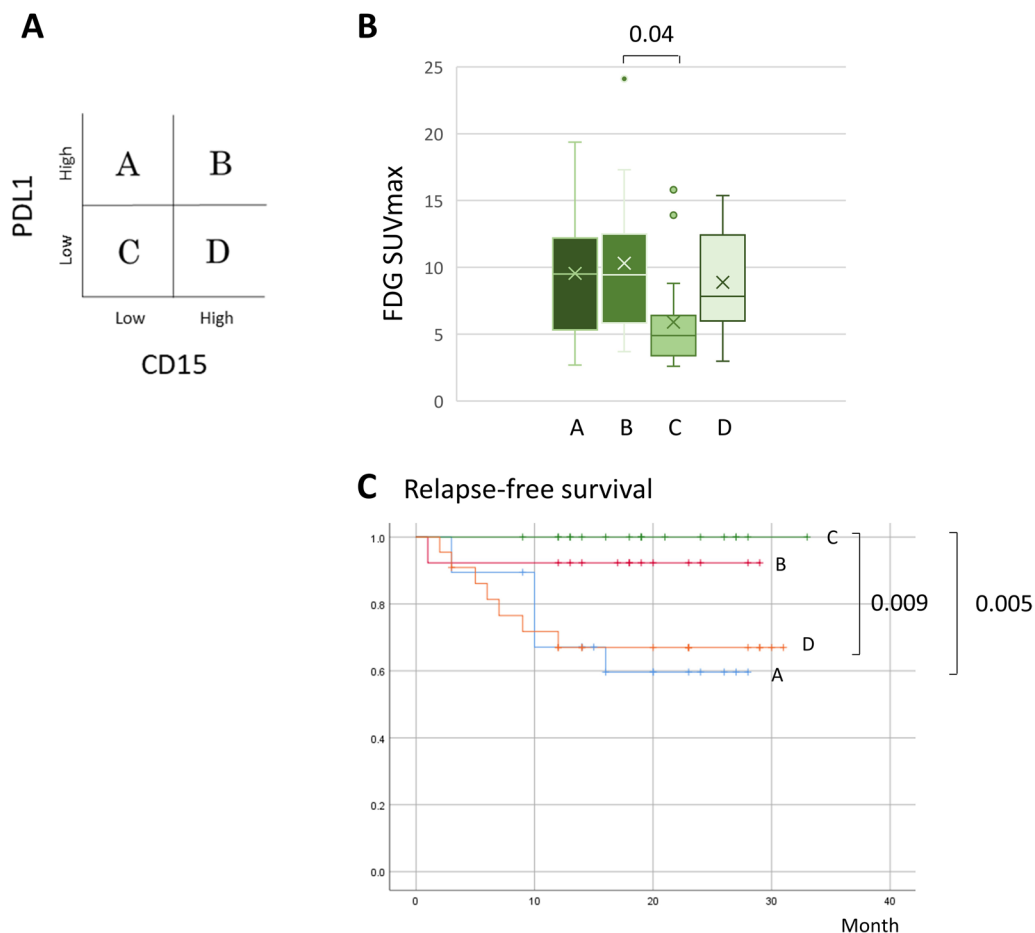 A
PDL1
High
Low
A B
C D
Low High
CD15
B
0.04
FDG SUVmax
25
20
15
10
5
0
A B C D
C Relapse-free survival
1.0
0.8
0.6
0.4
0.2
0.0
C
B
D
A
0.009
0.005
0 10 20 30 40
Month